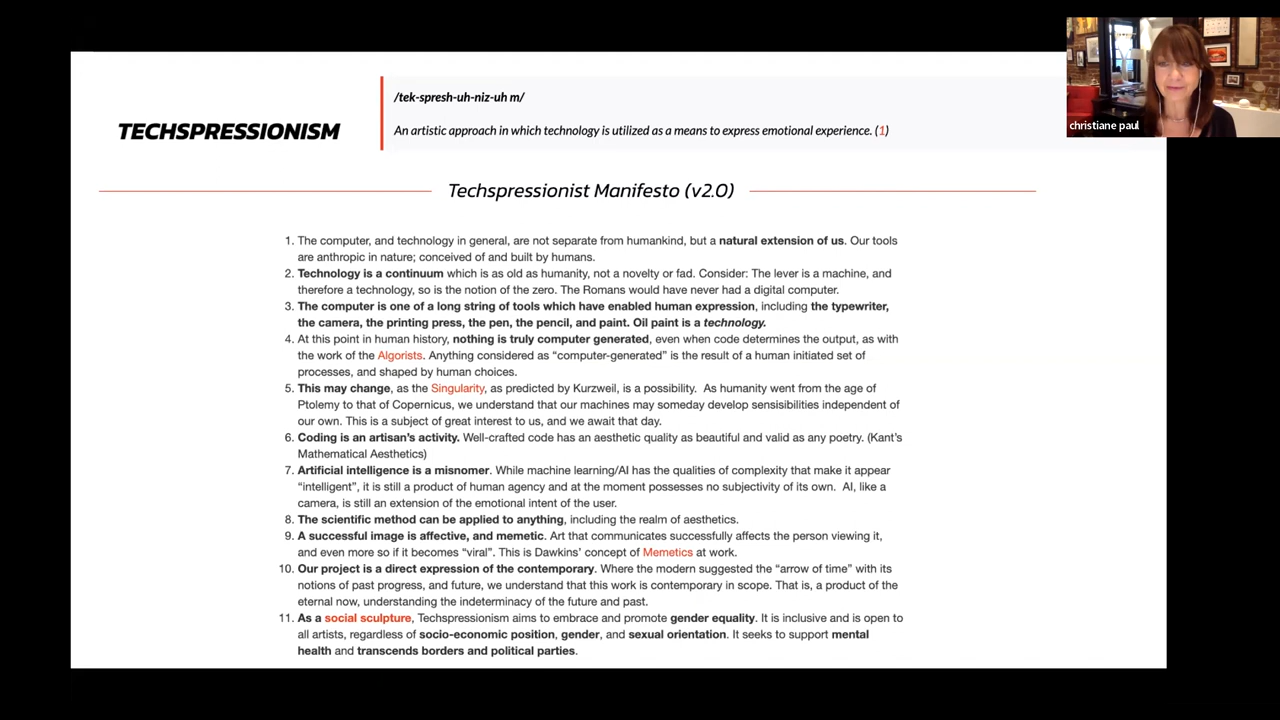 /tek-spresh-uh-niz-uh m/
TECHSPRESSIONISM
An artistic approach in which technology is utilized as a means to express emotional experience. (1)
christiane paul
Techspressionist Manifesto (v2.0)
1. The computer, and technology in general, are not separate from humankind, but a natural extension of us. Our tools
are anthropic in nature; conceived of and built by humans.
2. Technology is a continuum which is as old as humanity, not a novelty or fad. Consider: The lever is a machine, and
therefore a technology, so is the notion of the zero. The Romans would have never had a digital computer.
3. The computer is one of a long string of tools which have enabled human expression, including the typewriter,
the camera, the printing press, the pen, the pencil, and paint. Oil paint is a technology.
4. At this point in human history, nothing is truly computer generated, even when code determines the output, as with
the work of the Algorists. Anything considered as “computer-generated” is the result of a human initiated set of
processes, and shaped by human choices.
5. This may change, as the Singularity, as predicted by Kurzweil, is a possibility. As humanity went from the age of
Ptolemy to that of Copernicus, we understand that our machines may someday develop sensisibilities independent of
our own. This is a subject of great interest to us, and we await that day.
6. Coding is an artisan’s activity. Well-crafted code has an aesthetic quality as beautiful and valid as any poetry. (Kant’s
Mathematical Aesthetics)
7. Artificial intelligence is a misnomer. While machine learning/AI has the qualities of complexity that make it appear
“intelligent”, it is still a product of human agency and at the moment possesses no subjectivity of its own. AI, like a
camera, is still an extension of the emotional intent of the user.
8. The scientific method can be applied to anything, including the realm of aesthetics.
9. A successful image is affective, and memetic. Art that communicates successfully affects the person viewing it,
and even more so if it becomes “viral”. This is Dawkins’ concept of Memetics at work.
10. Our project is a direct expression of the contemporary. Where the modern suggested the “arrow of time” with its
notions of past progress, and future, we understand that this work is contemporary in scope. That is, a product of the
eternal now, understanding the indeterminacy of the future and past.
11. As a social sculpture, Techspressionism aims to embrace and promote gender equality. It is inclusive and is open to
all artists, regardless of socio-economic position, gender, and sexual orientation. It seeks to support mental
health and transcends borders and political parties.